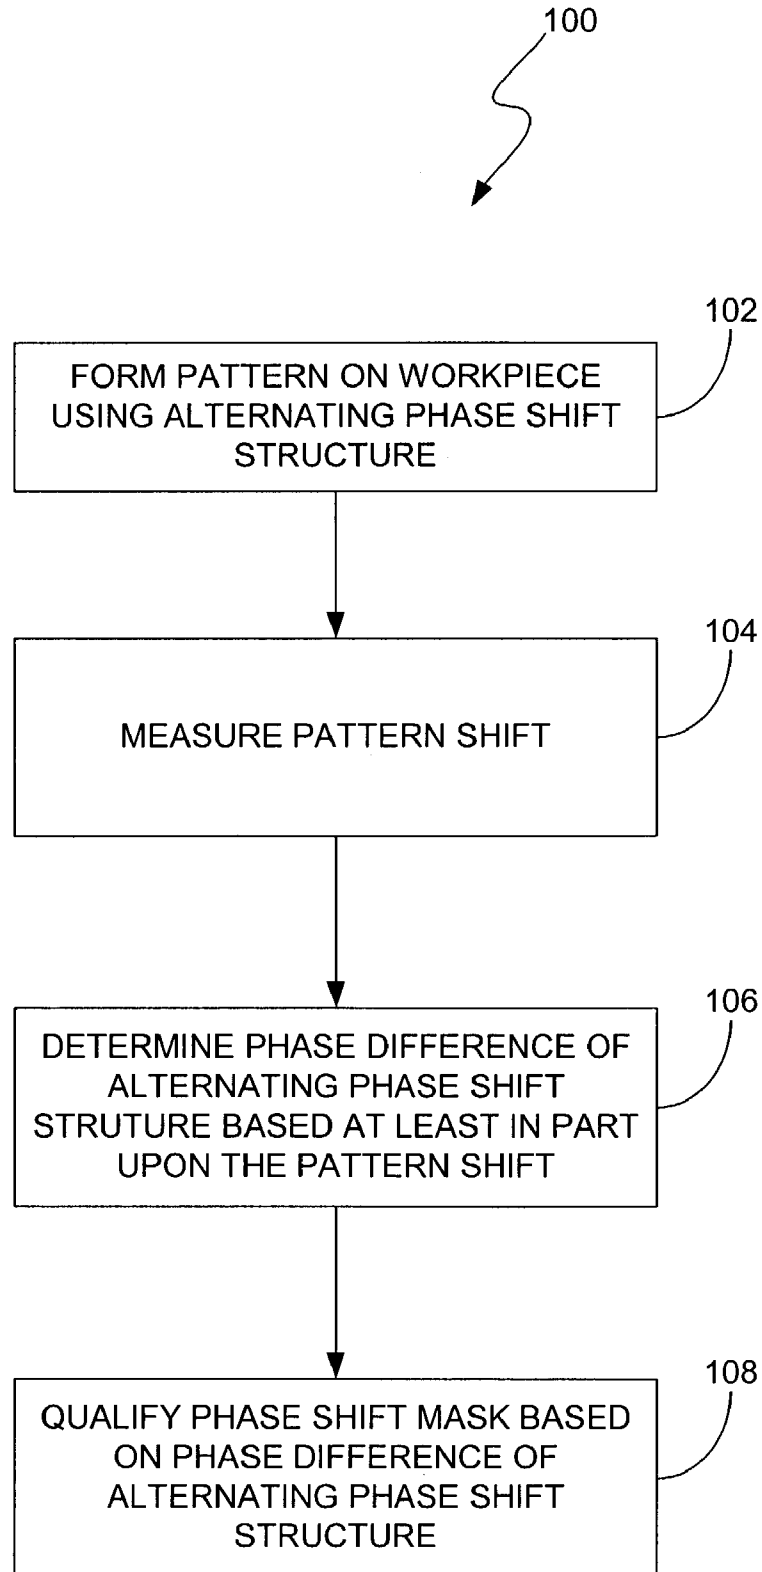 100
102
FORM PATTERN ON WORKPIECE
USING ALTERNATING PHASE SHIFT
STRUCTURE
104
MEASURE PATTERN SHIFT
106
DETERMINE PHASE DIFFERENCE OF
ALTERNATING PHASE SHIFT
STRUTURE BASED AT LEAST IN PART
UPON THE PATTERN SHIFT
108
QUALIFY PHASE SHIFT MASK BASED
ON PHASE DIFFERENCE OF
ALTERNATING PHASE SHIFT
STRUCTURE